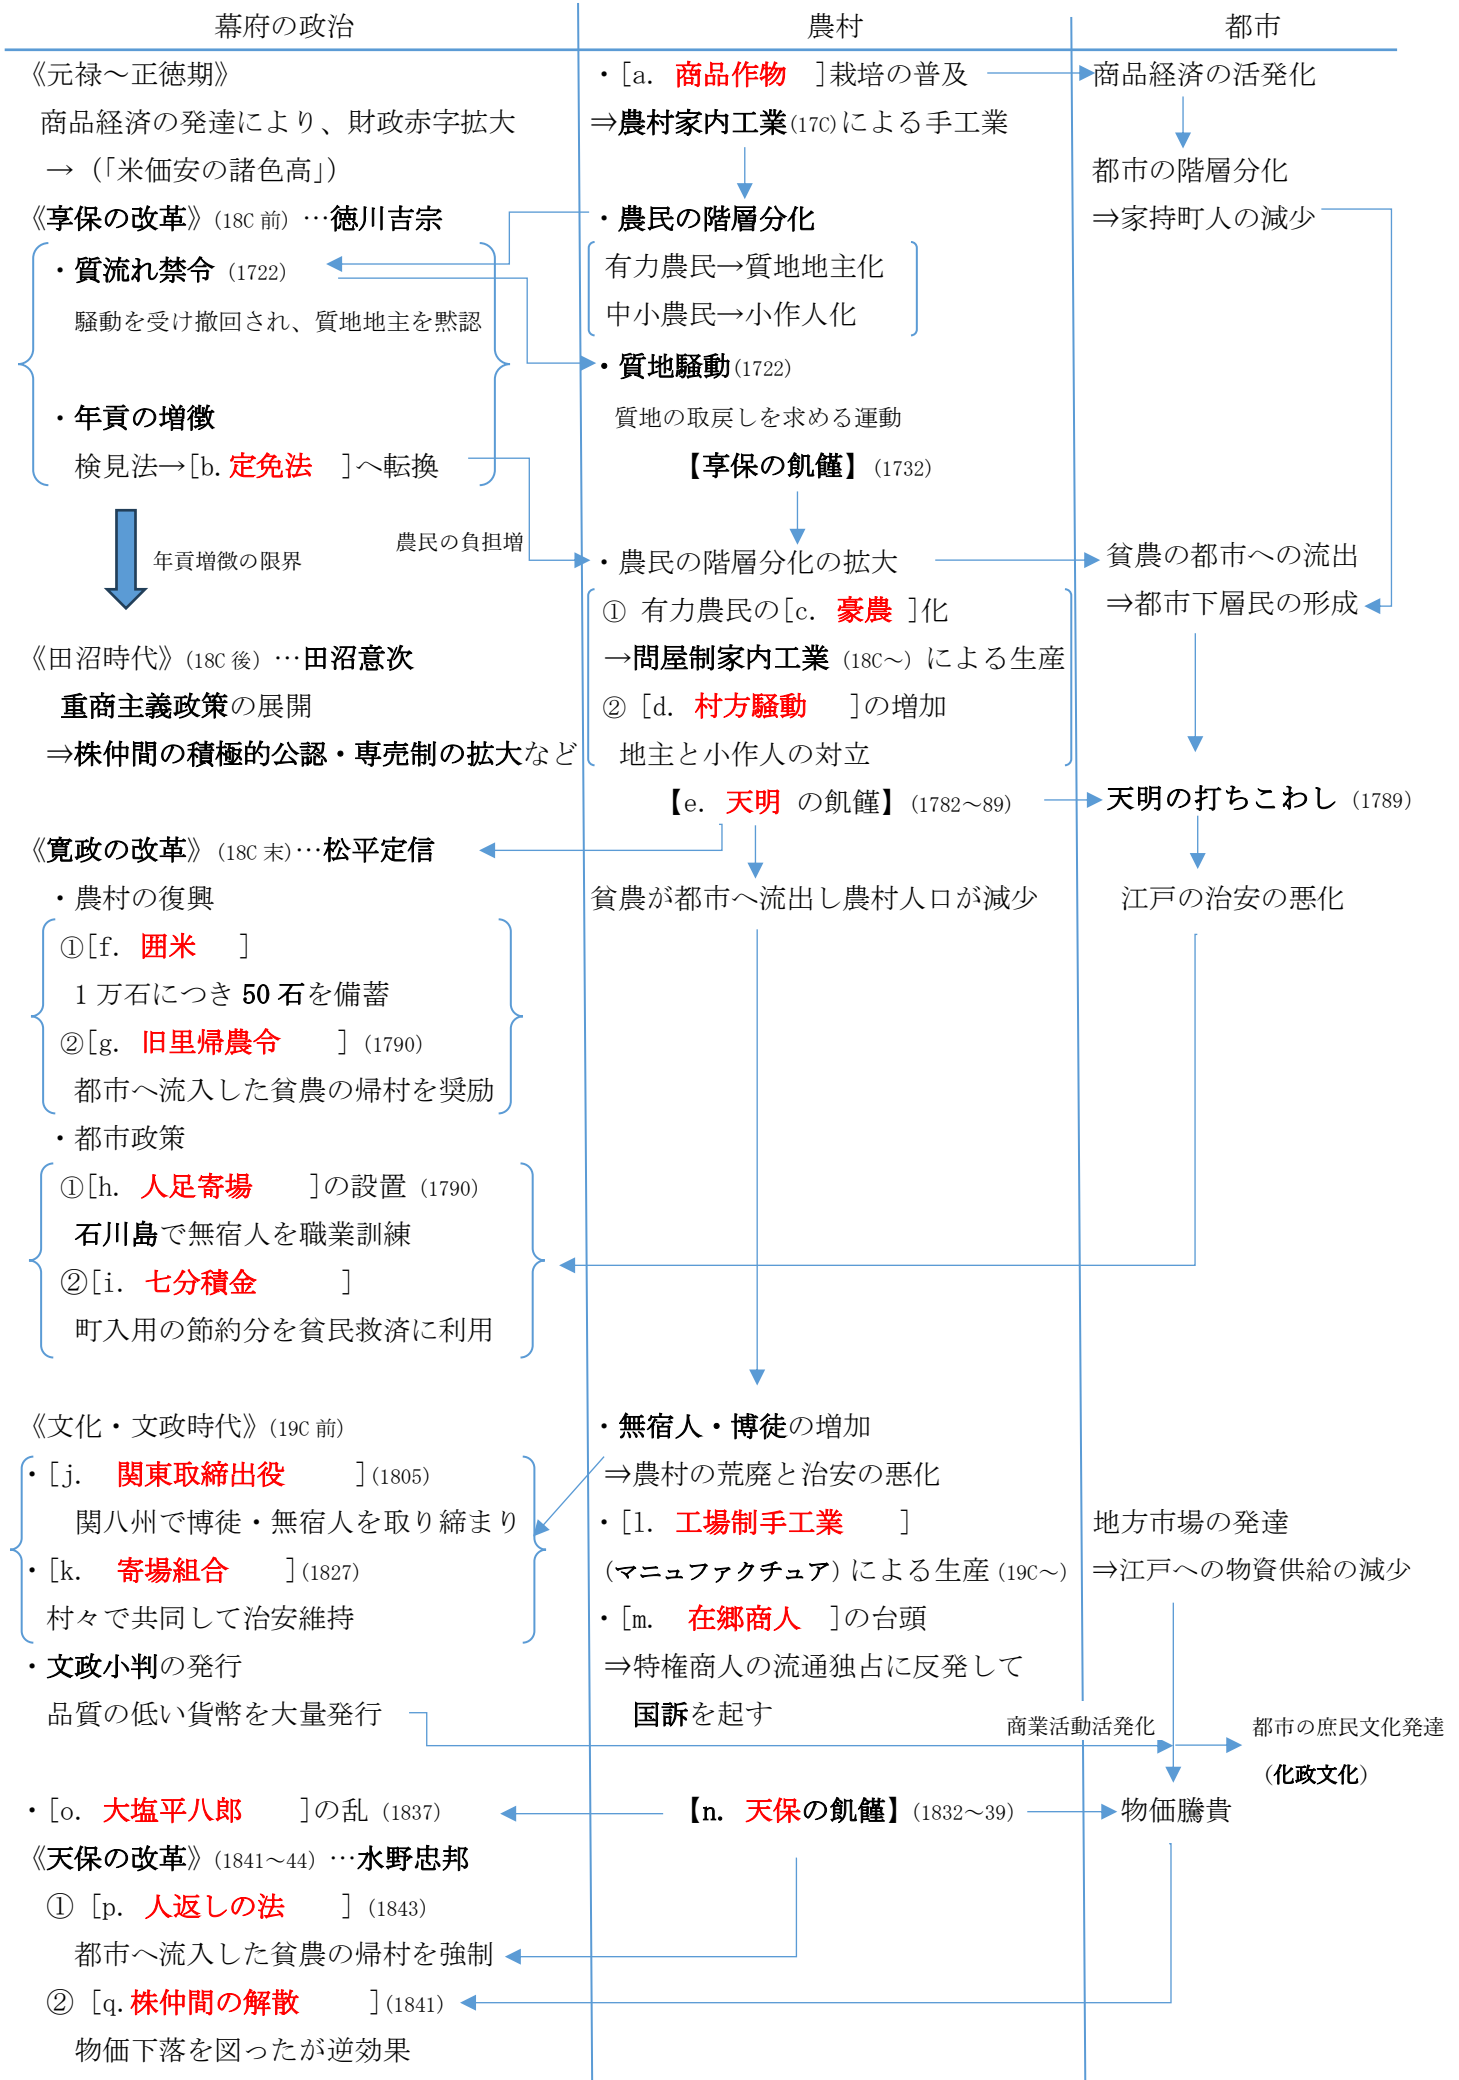 幕府の政治
《元禄～正徳期》
商品経済の発達により、財政赤字拡大
→（「米価安の諸色高」）
《享保の改革》(18C 前) …徳川吉宗
・質流れ禁令 (1722)
騒動を受け撤回され、質地地主を黙認
・年貢の増徴
検見法→[b.定免法 ]へ転換
年貢増徴の限界
農民の負担増
《田沼時代》(18C 後) …田沼意次
重商主義政策の展開
⇒株仲間の積極的公認・専売制の拡大など
《寛政の改革》(18C 末)…松平定信
・農村の復興
①[f. 囲米 ]
1 万石につき 50 石を備蓄
②[g. 旧里帰農令 ] (1790)
都市へ流入した貧農の帰村を奨励
・都市政策
①[h. 人足寄場 ]の設置 (1790)
石川島で無宿人を職業訓練
②[i. 七分積金 ]
町入用の節約分を貧民救済に利用
《文化・文政時代》(19C 前)
・[j. 関東取締出役 ](1805)
関八州で博徒・無宿人を取り締まり
・[k. 寄場組合 ](1827)
村々で共同して治安維持
・文政小判の発行
品質の低い貨幣を大量発行
・[o. 大塩平八郎 ]の乱 (1837)
《天保の改革》(1841～44) …水野忠邦
① [p. 人返しの法 ] (1843)
都市へ流入した貧農の帰村を強制
② [q.株仲間の解散 ](1841)
物価下落を図ったが逆効果
農村
・[a. 商品作物 ]栽培の普及
⇒農村家内工業(17C)による手工業
・農民の階層分化
有力農民→質地地主化
中小農民→小作人化
・質地騒動(1722)
質地の取戻しを求める運動
【享保の飢饉】(1732)
・農民の階層分化の拡大
① 有力農民の[c. 豪農 ]化
→問屋制家内工業 (18C～) による生産
② [d. 村方騒動 ]の増加
地主と小作人の対立
【e. 天明 の飢饉】(1782～89)
貧農が都市へ流出し農村人口が減少
・無宿人・博徒の増加
⇒農村の荒廃と治安の悪化
・[l. 工場制手工業 ]
(マニュファクチュア) による生産 (19C～)
・[m. 在郷商人 ]の台頭
⇒特権商人の流通独占に反発して
国訴を起す
【n. 天保の飢饉】(1832～39)
都市
商品経済の活発化
都市の階層分化
⇒家持町人の減少
貧農の都市への流出
⇒都市下層民の形成
天明の打ちこわし (1789)
江戸の治安の悪化
地方市場の発達
⇒江戸への物資供給の減少
商業活動活発化
都市の庶民文化発達
(化政文化)
物価騰貴